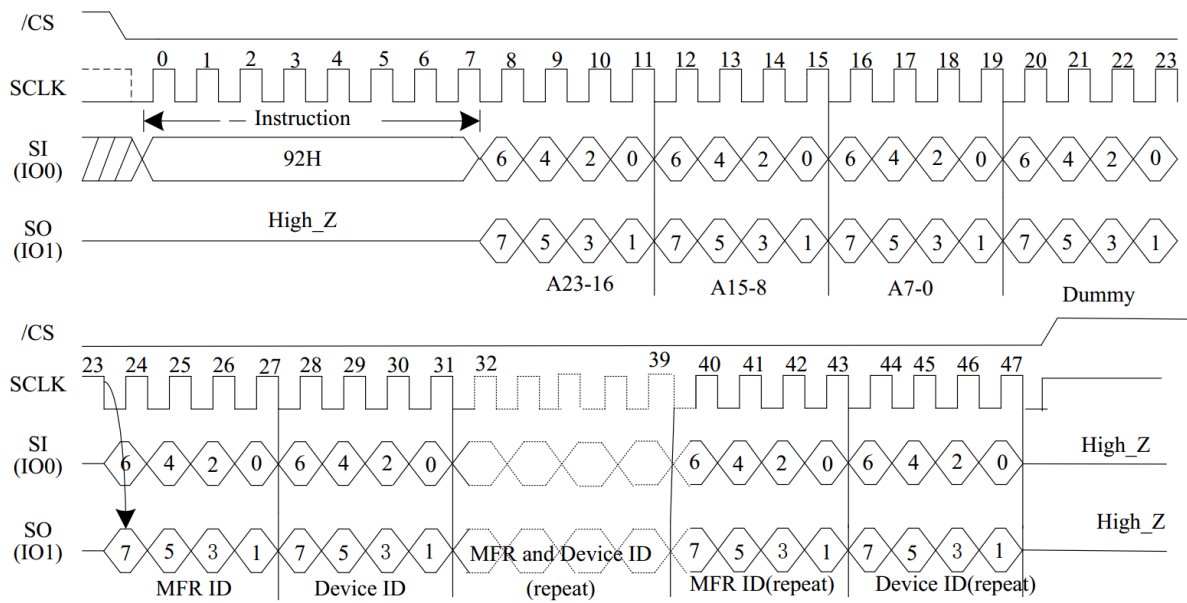 /CS
0 1 2 3 4 5 6 7 8 9 10 11 12 13 14 15 16 17 18 19 20 21 22 23
SCLK
Instruction
SI
(IO0)
92H
6 4 2 0 6 4 2 0 6 4 2 0 6 4 2 0
SO
(IO1)
High_Z
7 5 3 1 7 5 3 1 7 5 3 1 7 5 3 1
A23-16 A15-8 A7-0 Dummy
/CS
23 24 25 26 27 28 29 30 31 32 39 40 41 42 43 44 45 46 47
SCLK
SI
(IO0)
6 4 2 0 6 4 2 0 6 4 2 0 6 4 2 0
High_Z
SO
(IO1)
7 5 3 1 7 5 3 1 MFR and Device ID 7 5 3 1 7 5 3 1
High_Z
MFR ID Device ID (repeat) MFR ID(repeat) Device ID(repeat)